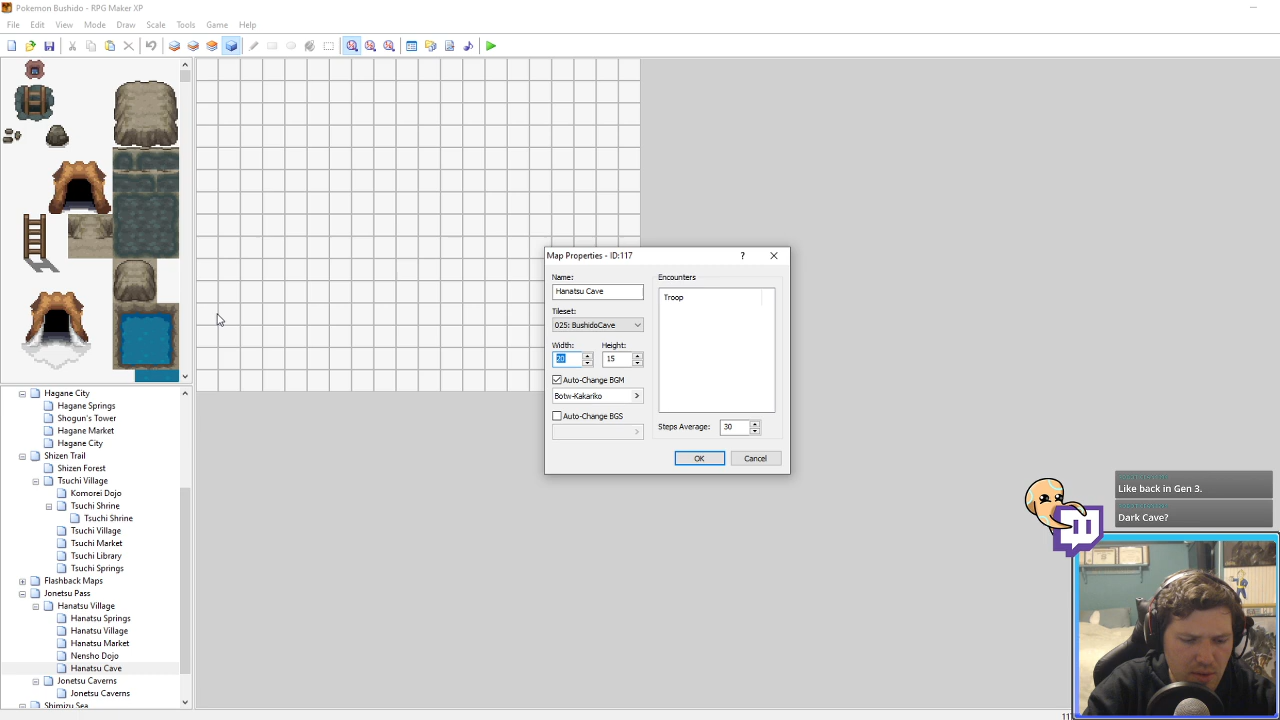 Pokemon Bushido - RPG Maker XP
File Edit View Mode Draw Scale Tools Game Help
Map Properties - ID:117
?
Name:
Hanatsu Cave
Encounters
Troop
Tileset:
025: BushidoCave
Width: Height:
20 15
Auto-Change BGM
Botw-Kakariko
Auto-Change BGS
Steps Average: 30
OK Cancel
Hagane City
Hagane Springs
Shogun's Tower
Hagane Market
Hagane City
Shizen Trail
Shizen Forest
Tsuchi Village
Komorei Dojo
Tsuchi Shrine
Tsuchi Shrine
Tsuchi Village
Tsuchi Market
Tsuchi Library
Tsuchi Springs
Flashback Maps
Jonetsu Pass
Hanatsu Village
Hanatsu Springs
Hanatsu Village
Hanatsu Market
Nensho Dojo
Hanatsu Cave
Jonetsu Caverns
Jonetsu Caverns
Shimizu Sea
Like back in Gen 3.
Dark Cave?